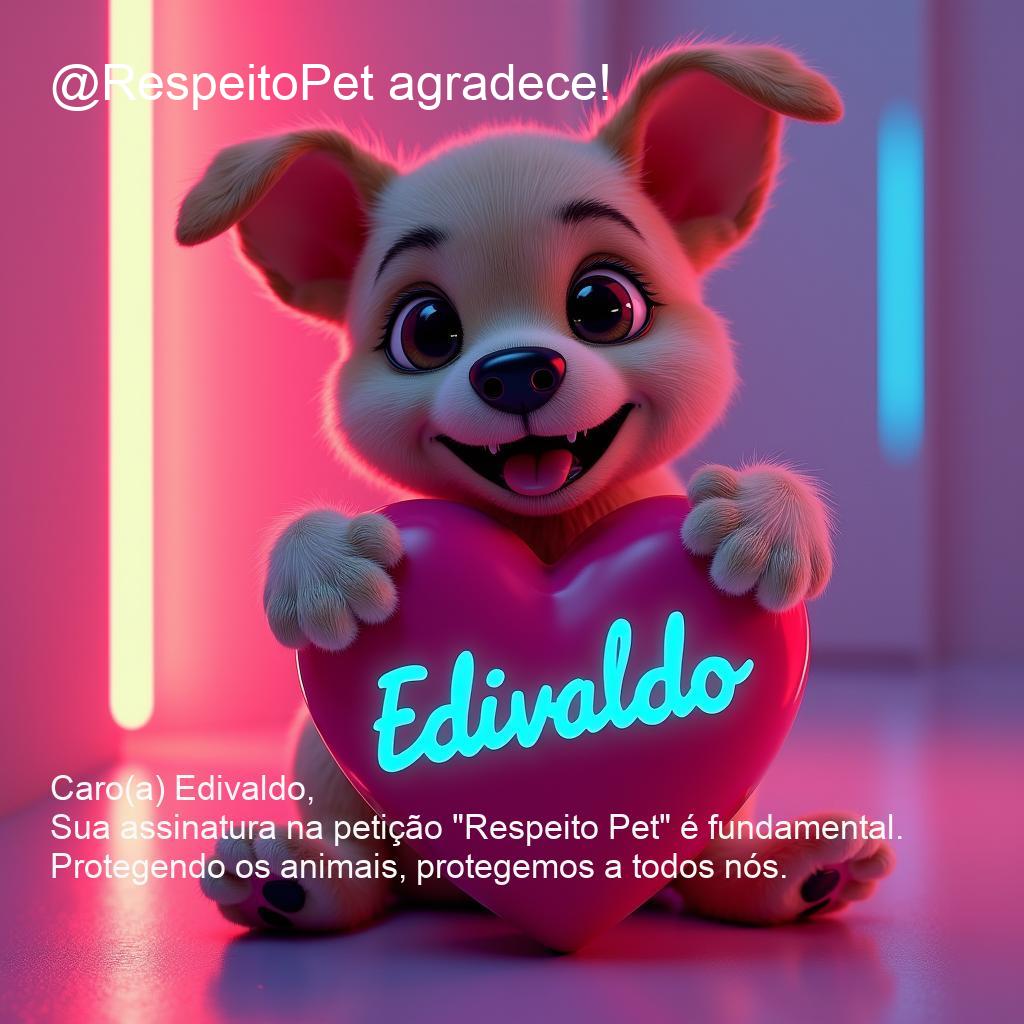 @RespeitoPet agradece!
Edivaldo
Caro(a) Edivaldo,
Sua assinatura na petição "Respeito Pet" é fundamental.
Protegendo os animais, protegemos a todos nós.